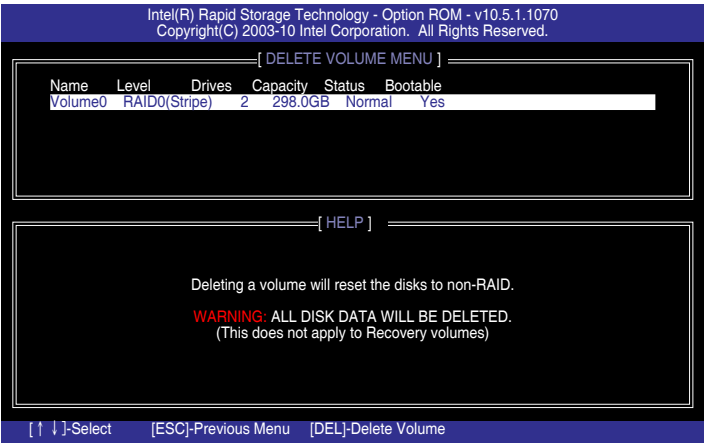 Intel(R) Rapid Storage Technology - Option ROM - v10.5.1.1070
Copyright(C) 2003-10 Intel Corporation. All Rights Reserved.
[ DELETE VOLUME MENU ]
Name Level Drives Capacity Status Bootable
Volume0 RAID0(Stripe) 2 298.0GB Normal Yes
[ HELP ]
Deleting a volume will reset the disks to non-RAID.
WARNING: ALL DISK DATA WILL BE DELETED.
(This does not apply to Recovery volumes)
[↑↓]-Select [ESC]-Previous Menu [DEL]-Delete Volume